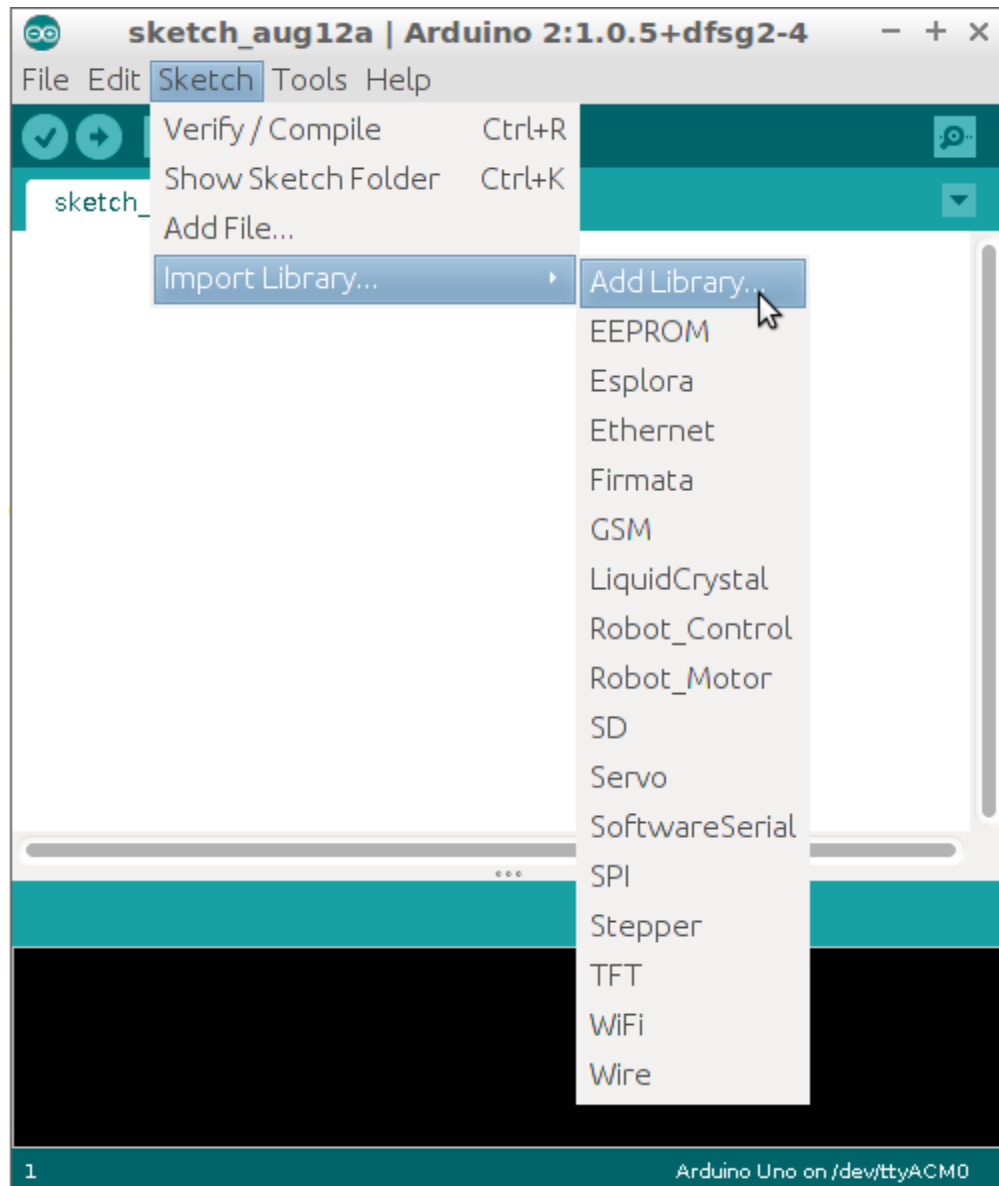 sketch_aug12a | Arduino 2:1.0.5+dfsg2-4
File Edit Sketch Tools Help
Verify / Compile Ctrl+R
Show Sketch Folder Ctrl+K
sketch_
Add File...
Import Library...
Add Library...
EEPROM
Esplora
Ethernet
Firmata
GSM
LiquidCrystal
Robot_Control
Robot_Motor
SD
Servo
SoftwareSerial
SPI
Stepper
TFT
WiFi
Wire
1 Arduino Uno on /dev/ttyACM0